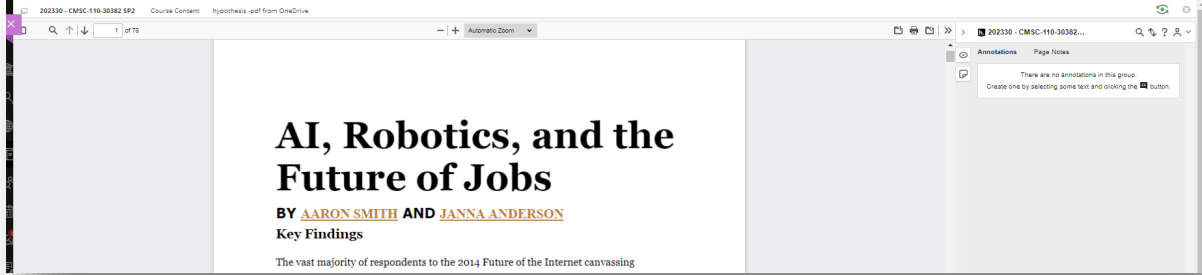 202330 - CMSC-110-30382 SP2 Course Content hypothesis -pdf from OneDrive
1 of 78 Automatic Zoom
202330 - CMSC-110-30382...
Annotations Page Notes
There are no annotations in this group.
Create one by selecting some text and clicking the button.
AI, Robotics, and the
Future of Jobs
BY AARON SMITH AND JANNA ANDERSON
Key Findings
The vast majority of respondents to the 2014 Future of the Internet canvassing